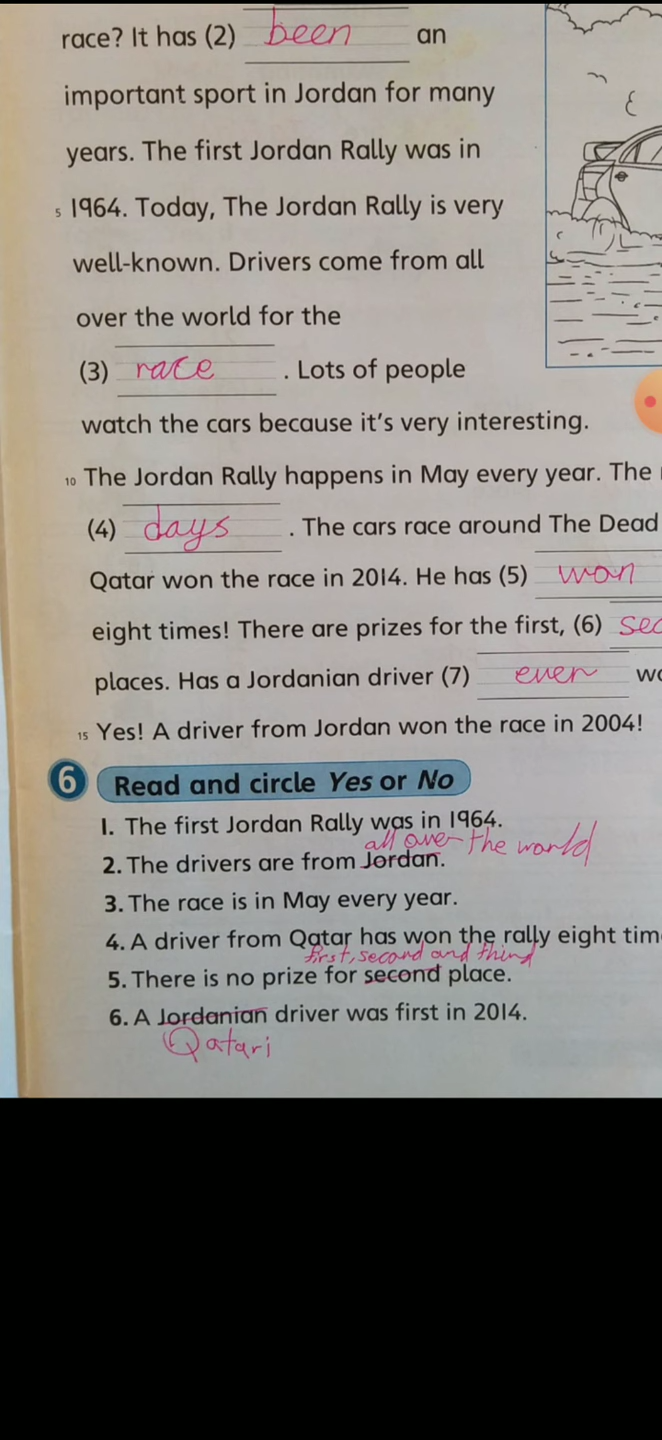 race? It has (2) been an
important sport in Jordan for many
years. The first Jordan Rally was in
5 1964. Today, The Jordan Rally is very
well-known. Drivers come from all
over the world for the
(3) race . Lots of people
watch the cars because it's very interesting.
10 The Jordan Rally happens in May every year. The
(4) days . The cars race around The Dead
Qatar won the race in 2014. He has (5) won
eight times! There are prizes for the first, (6) sec
places. Has a Jordanian driver (7) ever
15 Yes! A driver from Jordan won the race in 2004!
6 Read and circle Yes or No
1. The first Jordan Rally was in 1964.
all over the world
2. The drivers are from Jordan.
3. The race is in May every year.
4. A driver from Qatar has won the rally eight tim
first, second and third
5. There is no prize for second place.
6. A Jordanian driver was first in 2014.
Qatari